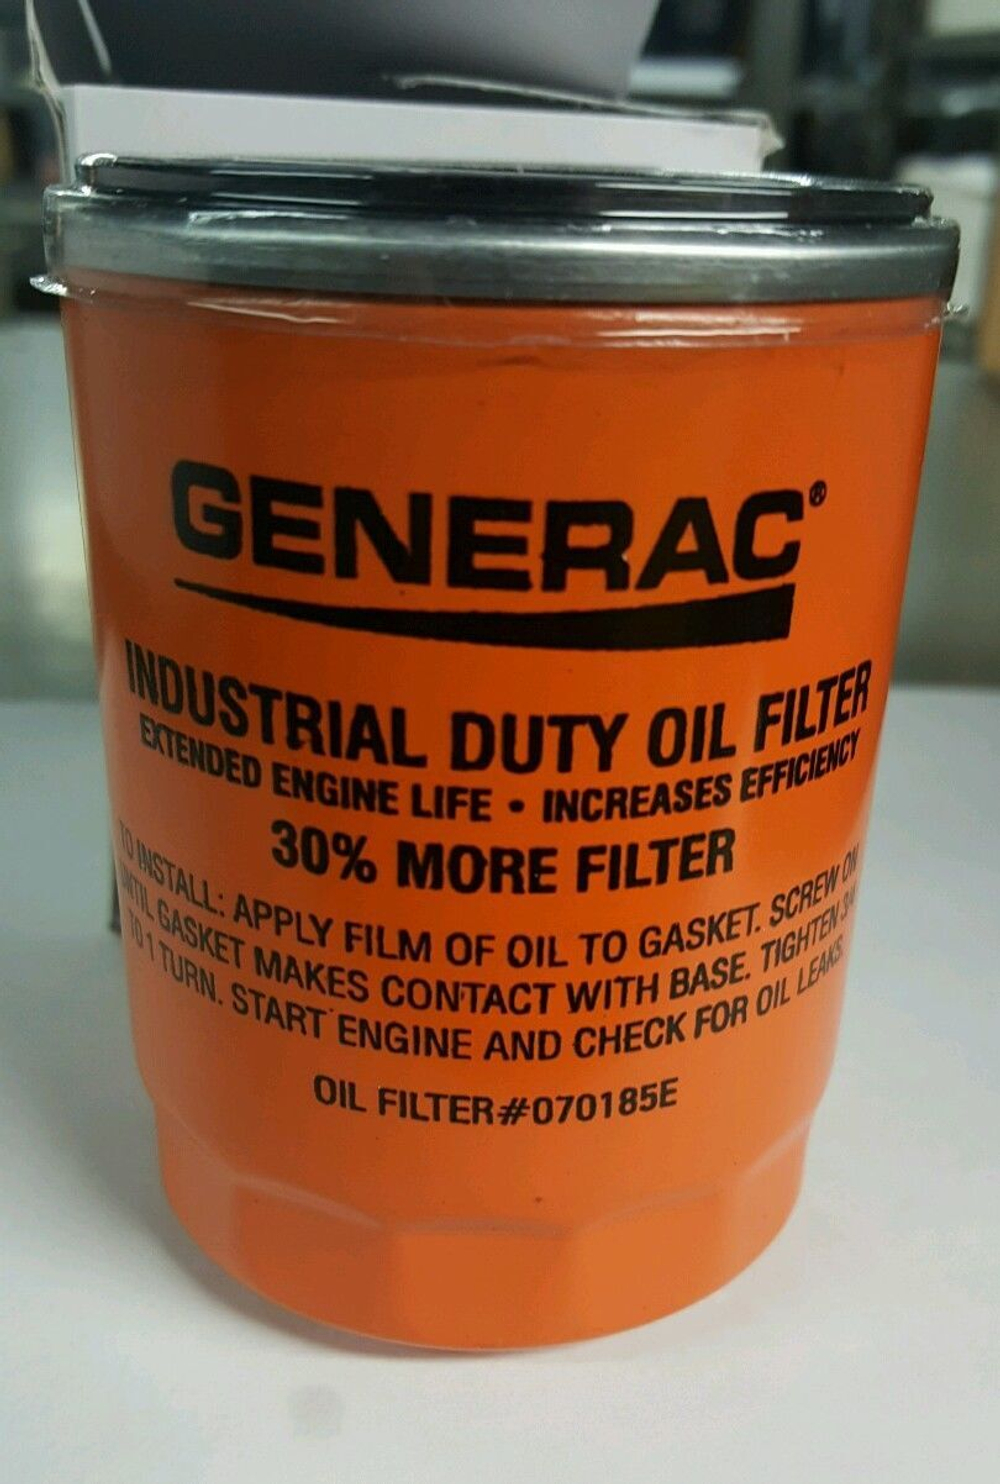 GENERAC®
INDUSTRIAL DUTY OIL FILTER
EXTENDED ENGINE LIFE • INCREASES EFFICIENCY
30% MORE FILTER
TO INSTALL: APPLY FILM OF OIL TO GASKET. SCREW ON
UNTIL GASKET MAKES CONTACT WITH BASE. TIGHTEN 3/4
TO 1 TURN. START ENGINE AND CHECK FOR OIL LEAKS.
OIL FILTER#070185E